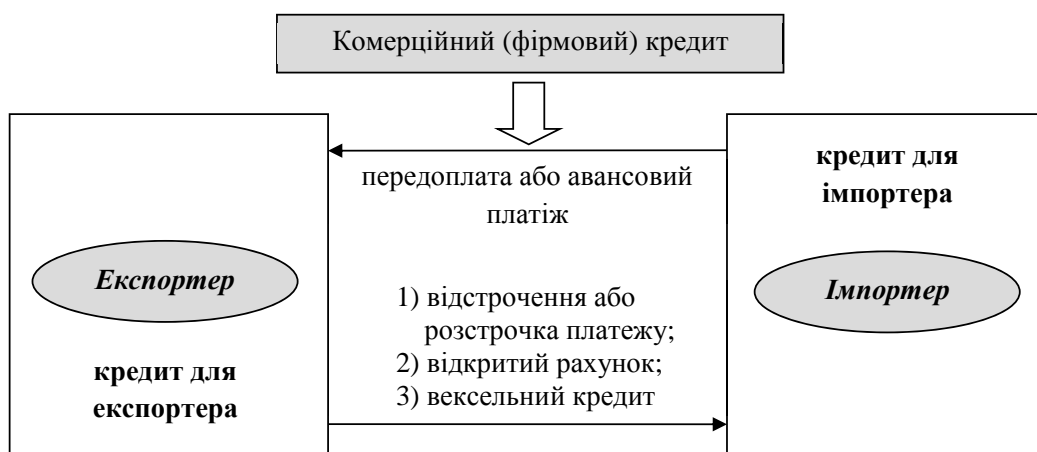 Комерційний (фірмовий) кредит
передоплата або авансовий
платіж
кредит для
імпортера
Експортер
Імпортер
1) відстрочення або
розстрочка платежу;
2) відкритий рахунок;
3) вексельний кредит
кредит для
експортера